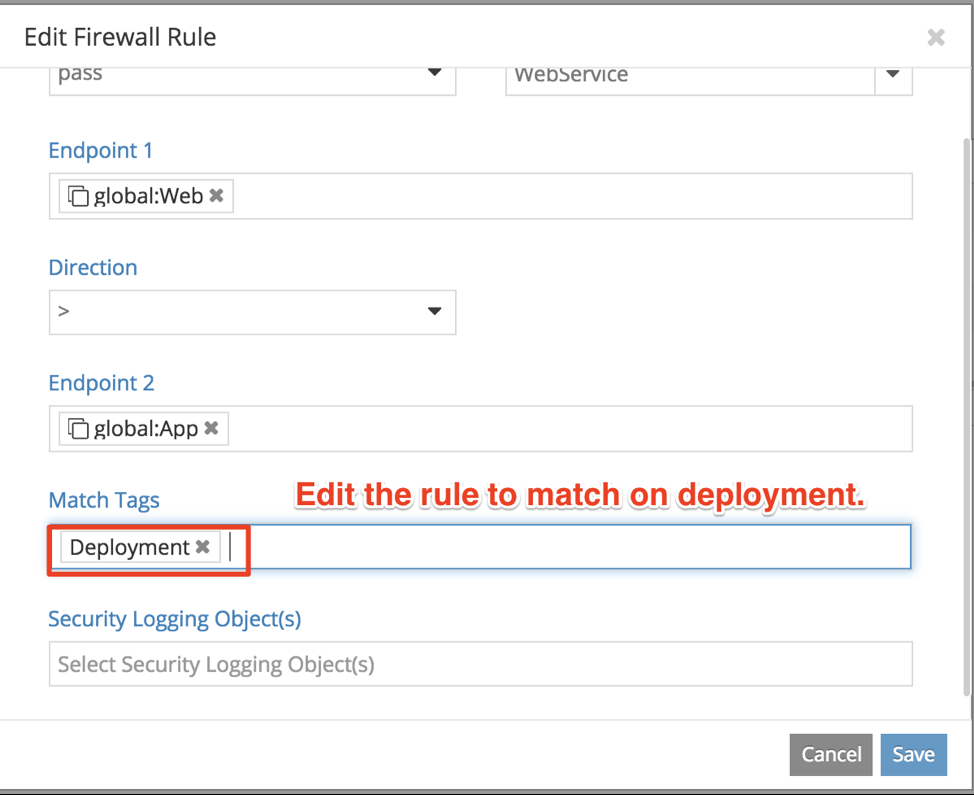 Edit Firewall Rule
pass
WebService
Endpoint 1
global:Web
Direction
>
Endpoint 2
global:App
Match Tags
Edit the rule to match on deployment.
Deployment
Security Logging Object(s)
Select Security Logging Object(s)
Cancel
Save